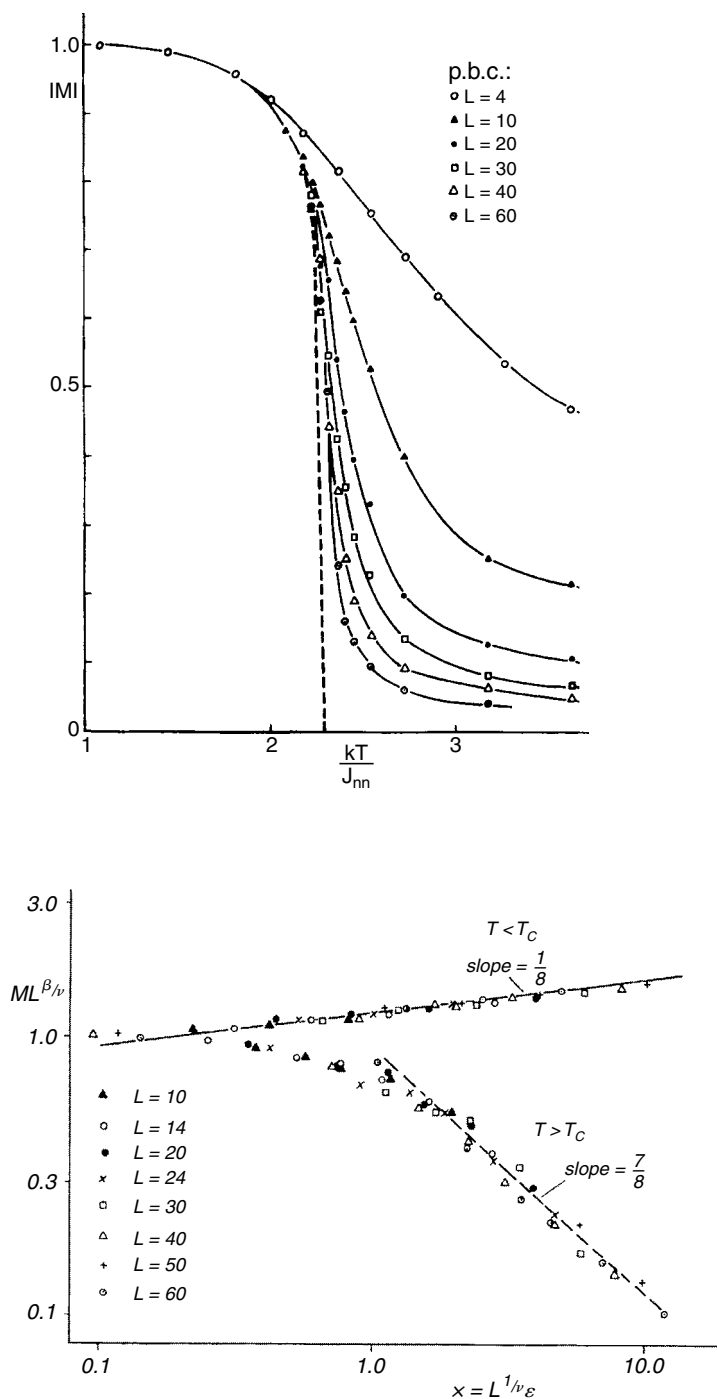 1.0
|M|
p.b.c.:
L = 4
L = 10
L = 20
L = 30
L = 40
L = 60
0.5
0
1 2 3
kT
J_nn
3.0
T < T_C
slope = 1/8
ML^β/ν
1.0
L = 10
L = 14
L = 20
L = 24
L = 30
L = 40
L = 50
L = 60
T > T_C
slope = 7/8
0.3
0.1
0.1 1.0 10.0
x = L^1/ν ε